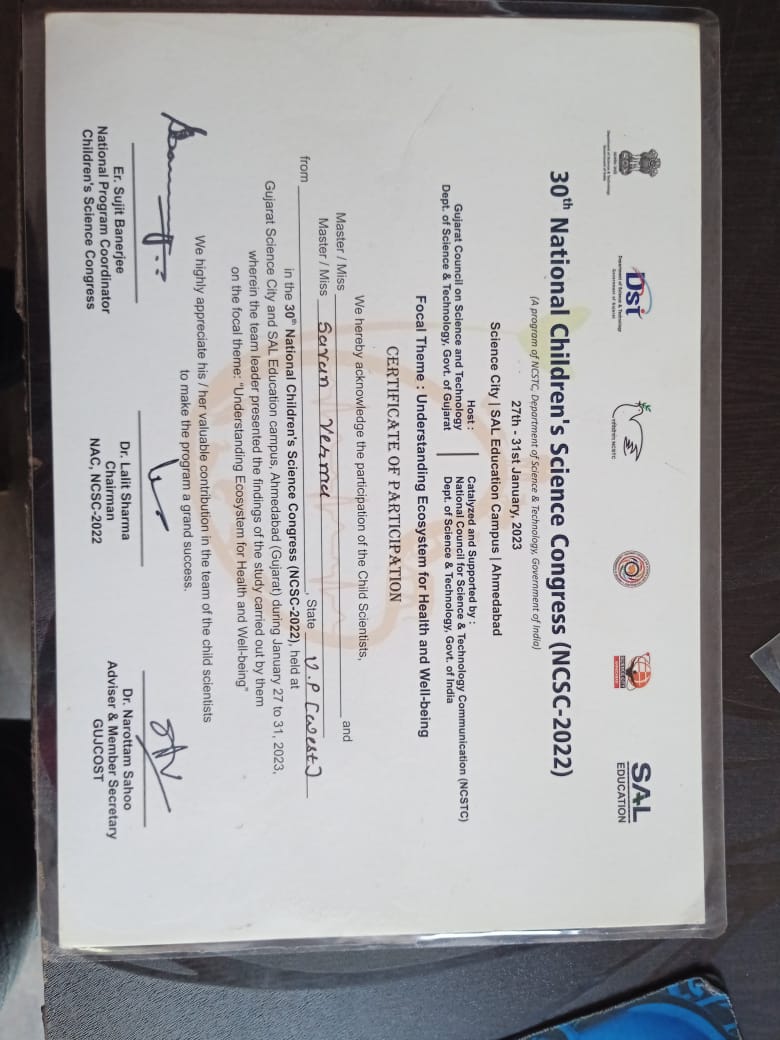 Dst
Department of Science & Technology
Government of Gujarat
SAL
EDUCATION
30th National Children's Science Congress (NCSC-2022)
(A program of NCSTC, Department of Science & Technology, Government of India)
27th - 31st January, 2023
Science City | SAL Education Campus | Ahmedabad
Host :
Gujarat Council on Science and Technology
Dept. of Science & Technology, Govt. of Gujarat
Catalyzed and Supported by :
National Council for Science & Technology Communication (NCSTC)
Dept. of Science & Technology, Govt. of India
Focal Theme : Understanding Ecosystem for Health and Well-being
CERTIFICATE OF PARTICIPATION
We hereby acknowledge the participation of the Child Scientists,
Master / Miss and
Master / Miss Verma
from , State U.P (West)
in the 30th National Children's Science Congress (NCSC-2022), held at
Gujarat Science City and SAL Education campus, Ahmedabad (Gujarat) during January 27 to 31, 2023,
wherein the team leader presented the findings of the study carried out by them
on the focal theme: "Understanding Ecosystem for Health and Well-being"
We highly appreciate his / her valuable contribution in the team of the child scientists
to make the program a grand success.
Er. Sujit Banerjee
National Program Coordinator
Children's Science Congress
Dr. Lalit Sharma
Chairman
NAC, NCSC-2022
Dr. Narottam Sahoo
Adviser & Member Secretary
GUJCOST